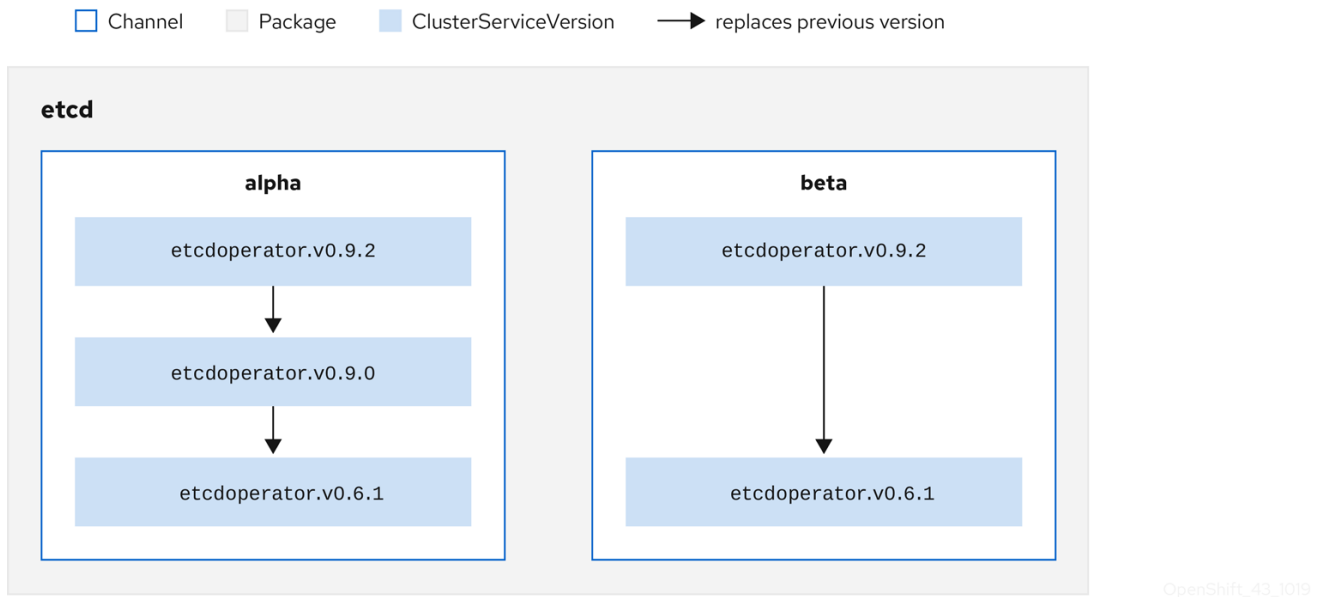 Channel Package ClusterServiceVersion replaces previous version
etcd
alpha
etcdoperator.v0.9.2
etcdoperator.v0.9.0
etcdoperator.v0.6.1
beta
etcdoperator.v0.9.2
etcdoperator.v0.6.1
OpenShift_43_1019